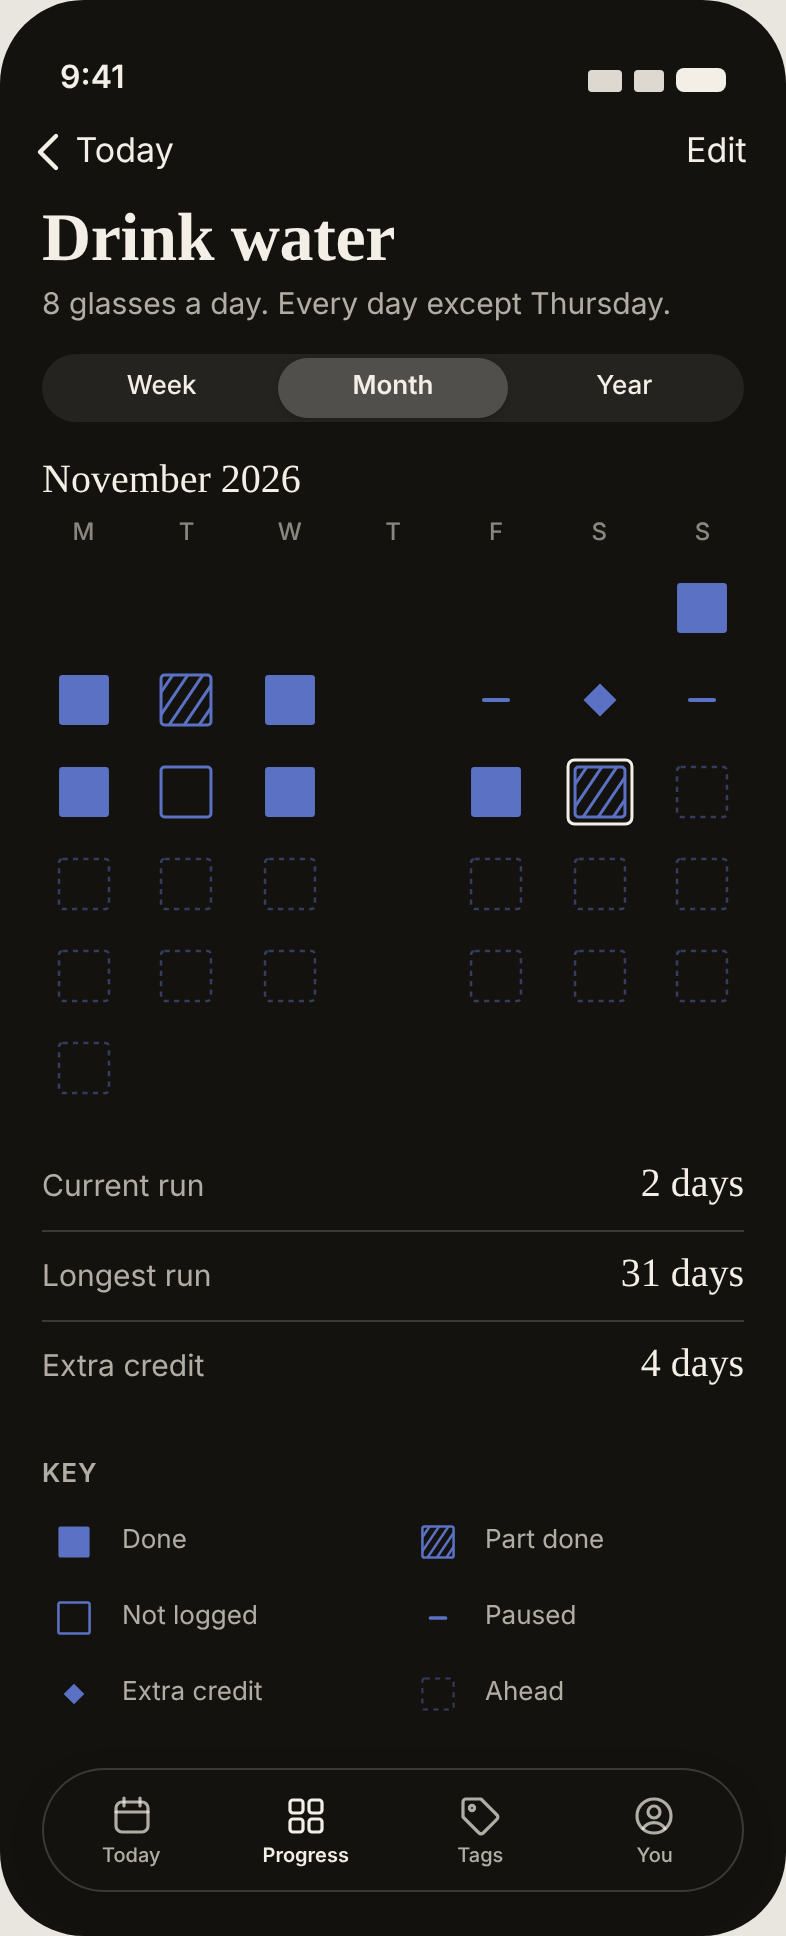 9:41
Today Edit
Drink water
8 glasses a day. Every day except Thursday.
Week Month Year
November 2026
M T W T F S S
Current run 2 days
Longest run 31 days
Extra credit 4 days
KEY
Done Part done
Not logged Paused
Extra credit Ahead
Today Progress Tags You